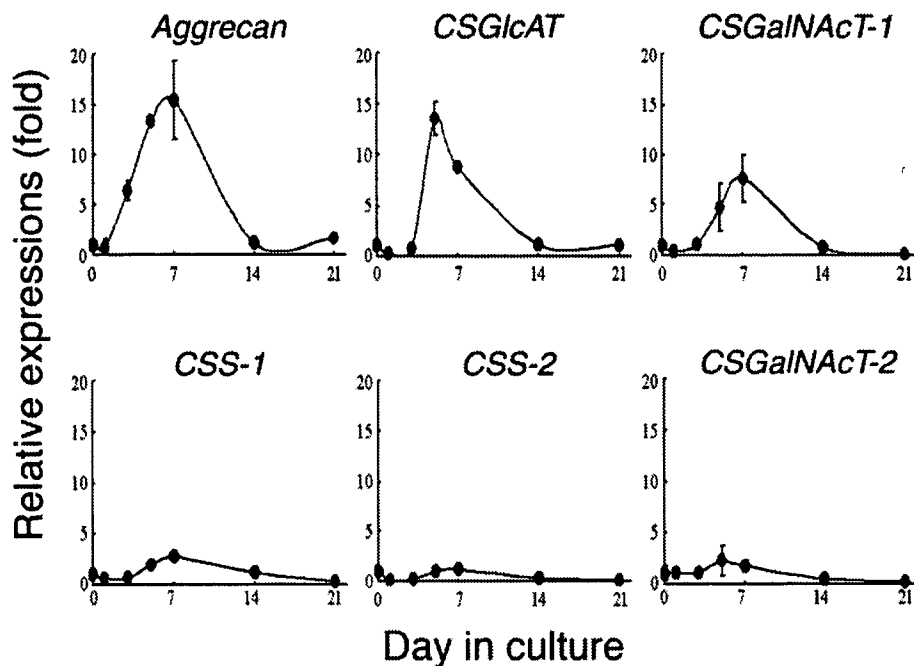 Aggrecan CSGlcAT CSGalNAcT-1
20 20 20
15 15 15
10 10 10
5 5 5
0 0 0
0 7 14 21 0 7 14 21 0 7 14 21
Relative expressions (fold)
CSS-1 CSS-2 CSGalNAcT-2
20 20 20
15 15 15
10 10 10
5 5 5
0 0 0
0 7 14 21 0 7 14 21 0 7 14 21
Day in culture